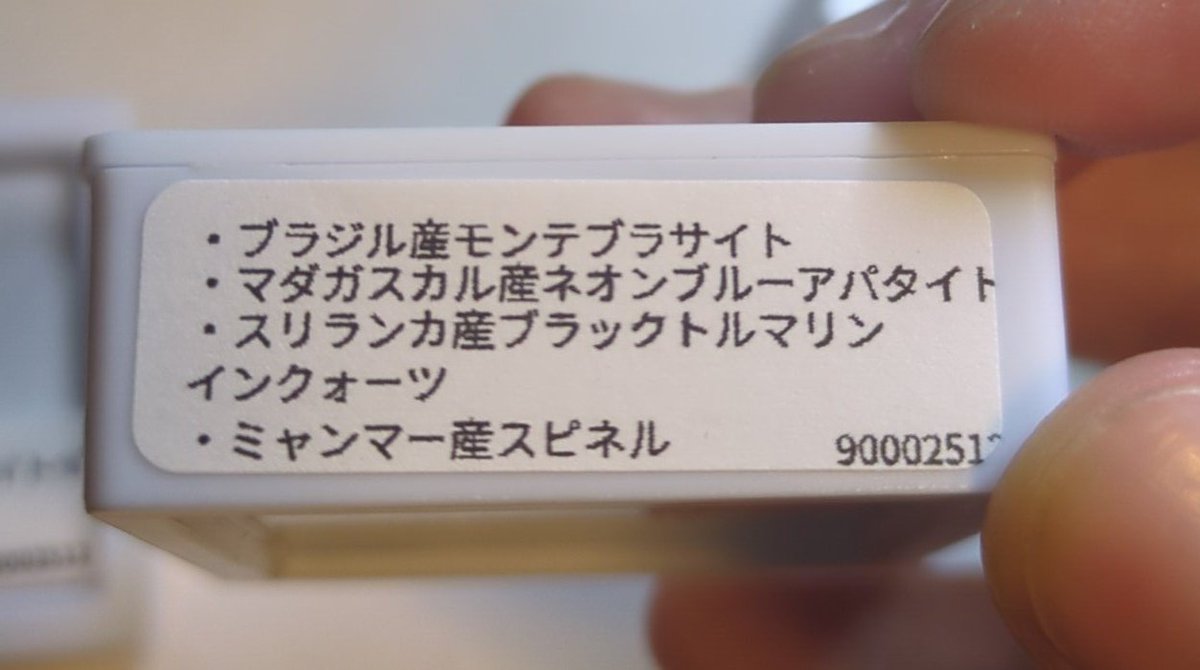 ・ブラジル産モンテブラサイト
・マダガスカル産ネオンブルーアパタイト
・スリランカ産ブラックトルマリン
インクォーツ
・ミャンマー産スピネル